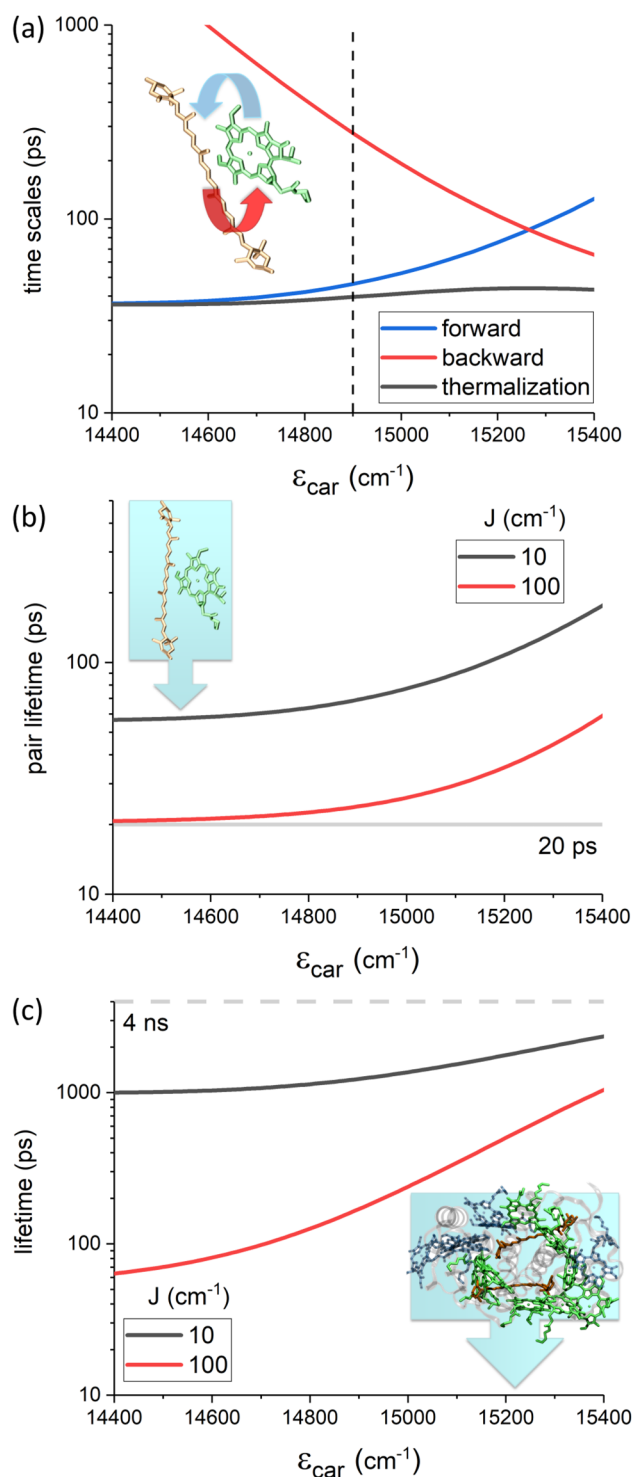 (a)
1000
100
10
time scales (ps)
forward
backward
thermalization
14400 14600 14800 15000 15200 15400
εcar (cm-1)
(b)
J (cm-1)
10
100
100
10
pair lifetime (ps)
20 ps
14400 14600 14800 15000 15200 15400
εcar (cm-1)
(c)
4 ns
1000
100
10
lifetime (ps)
J (cm-1)
10
100
14400 14600 14800 15000 15200 15400
εcar (cm-1)